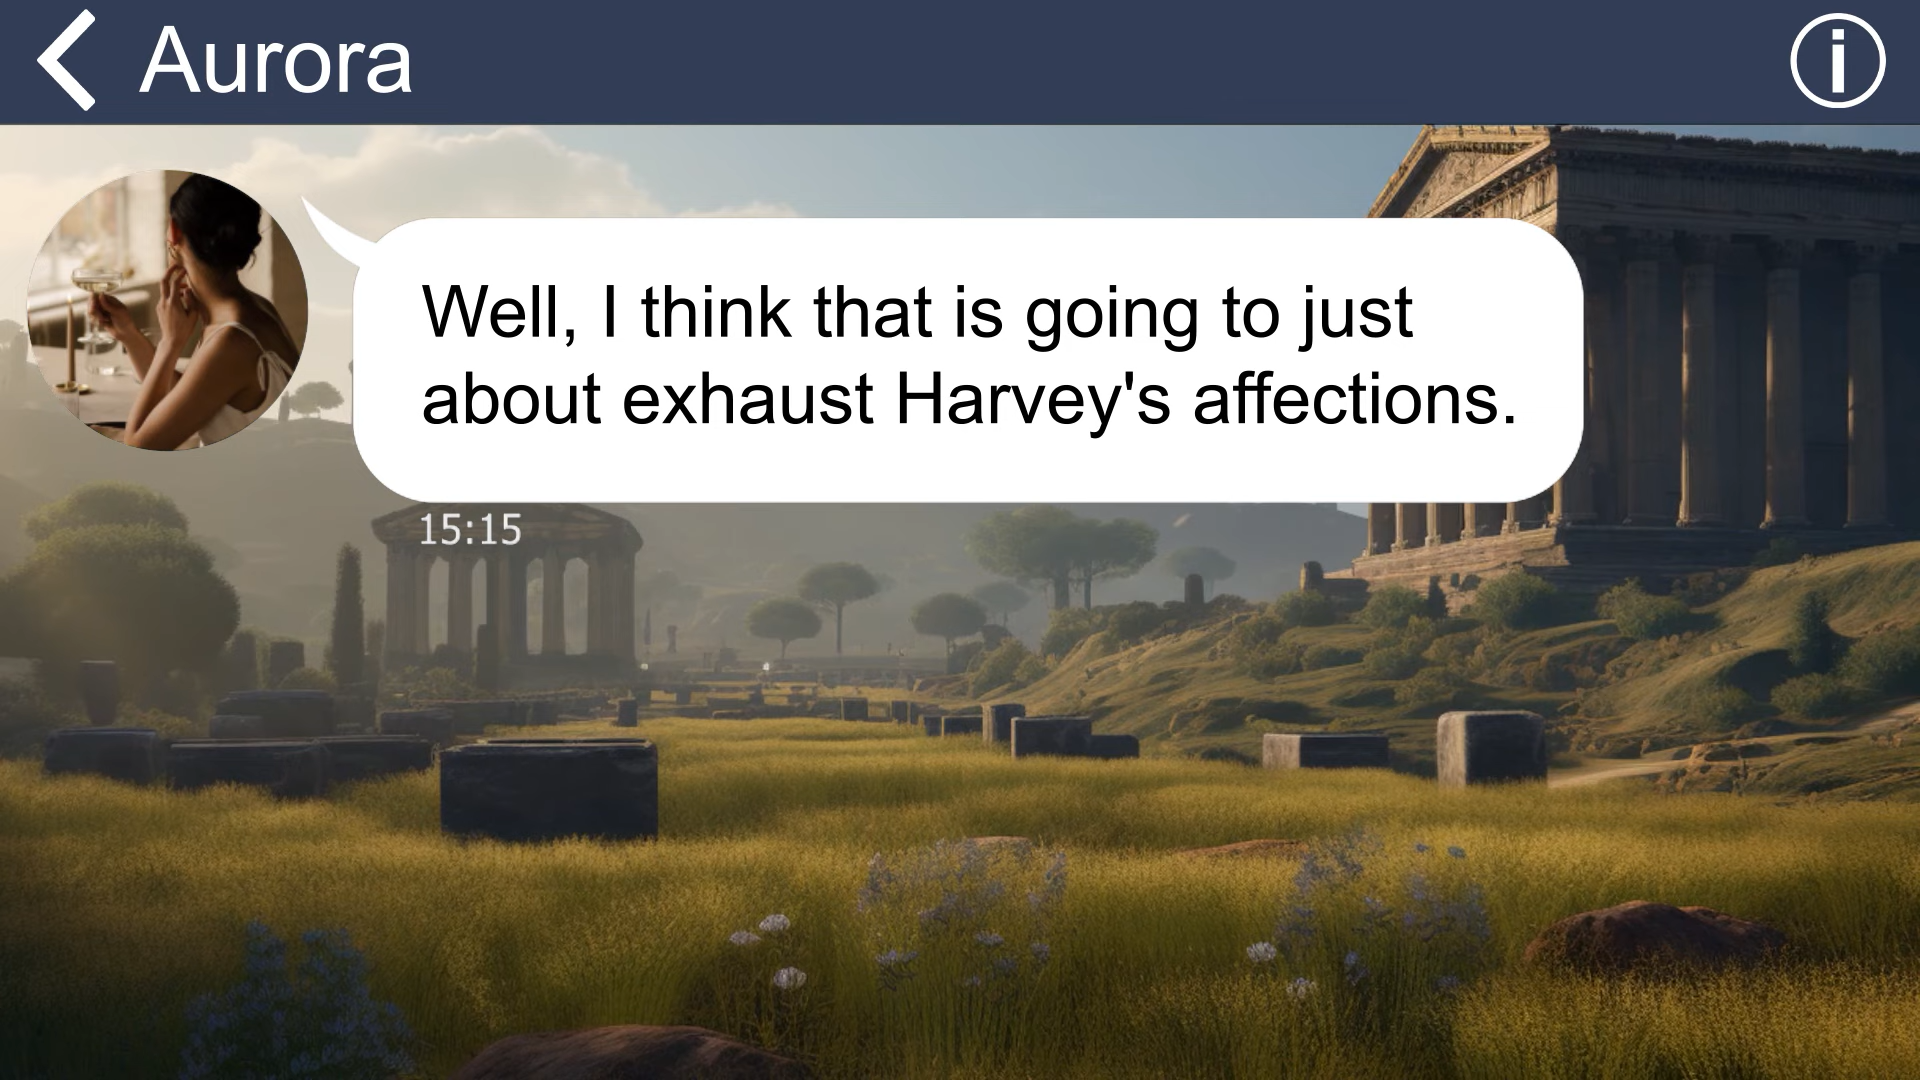 Aurora
Well, I think that is going to just
about exhaust Harvey's affections.
15:15